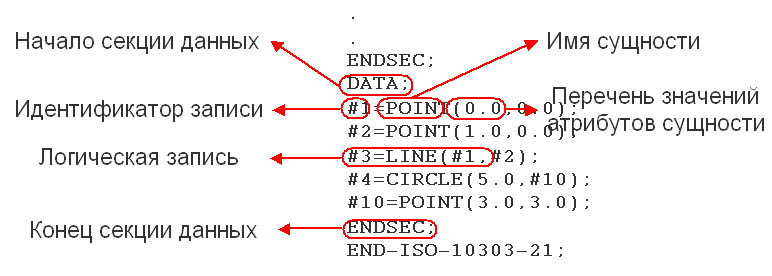 .
Начало секции данных
.
Имя сущности
ENDSEC;
DATA;
Идентификатор записи
#1=POINT(0.0,0.0);
Перечень значений
атрибутов сущности
#2=POINT(1.0,0.0);
Логическая запись
#3=LINE(#1,#2);
#4=CIRCLE(5.0,#10);
#10=POINT(3.0,3.0);
Конец секции данных
ENDSEC;
END-ISO-10303-21;